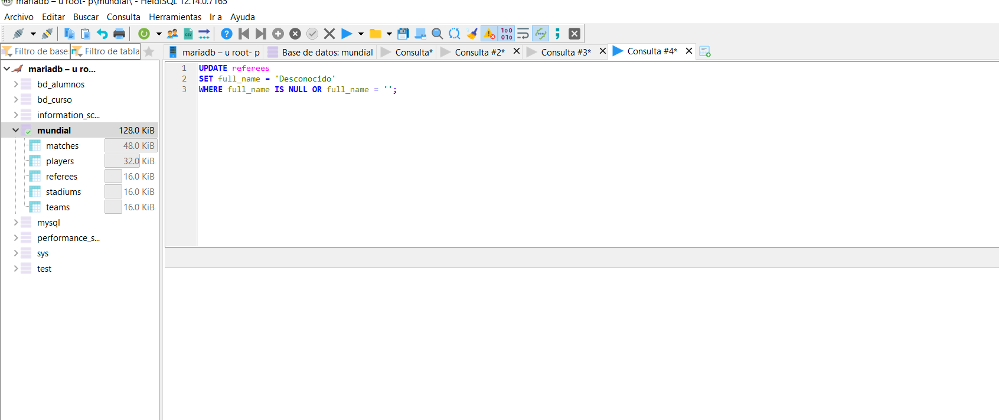 mariadb – u root- p\mundial\ - HeidiSQL 12.14.0.7165
Archivo Editar Buscar Consulta Herramientas Ir a Ayuda
Filtro de base Filtro de tabla mariadb – u root- p Base de datos: mundial Consulta* Consulta #2* Consulta #3* Consulta #4*
mariadb – u ro...
bd_alumnos
bd_curso
information_sc...
mundial 128.0 KiB
matches 48.0 KiB
players 32.0 KiB
referees 16.0 KiB
stadiums 16.0 KiB
teams 16.0 KiB
mysql
performance_s...
sys
test
1 UPDATE referees
2 SET full_name = 'Desconocido'
3 WHERE full_name IS NULL OR full_name = '';